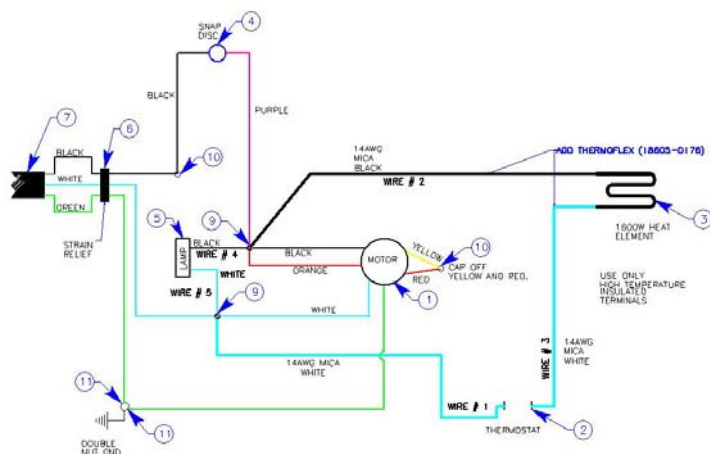 4
SNAP
DISC
BLACK
PURPLE
7
6
BLACK
WHITE
GREEN
STRAIN
RELIEF
10
14AWG
MICA
BLACK
WIRE # 2
ADD THERMOFLEX (18605-0176)
3
1600W HEAT
ELEMENT
USE ONLY
HIGH TEMPERATURE
INSULATED
TERMINALS
5
LAMP
9
BLACK
WIRE # 4
BLACK
ORANGE
WHITE
WIRE # 5
9
WHITE
MOTOR
YELLOW
RED
10
CAP OFF
YELLOW AND RED.
1
14AWG MICA
WHITE
WIRE # 1
THERMOSTAT
2
WIRE # 3
14AWG
MICA
WHITE
11
11
DOUBLE
NUT GND